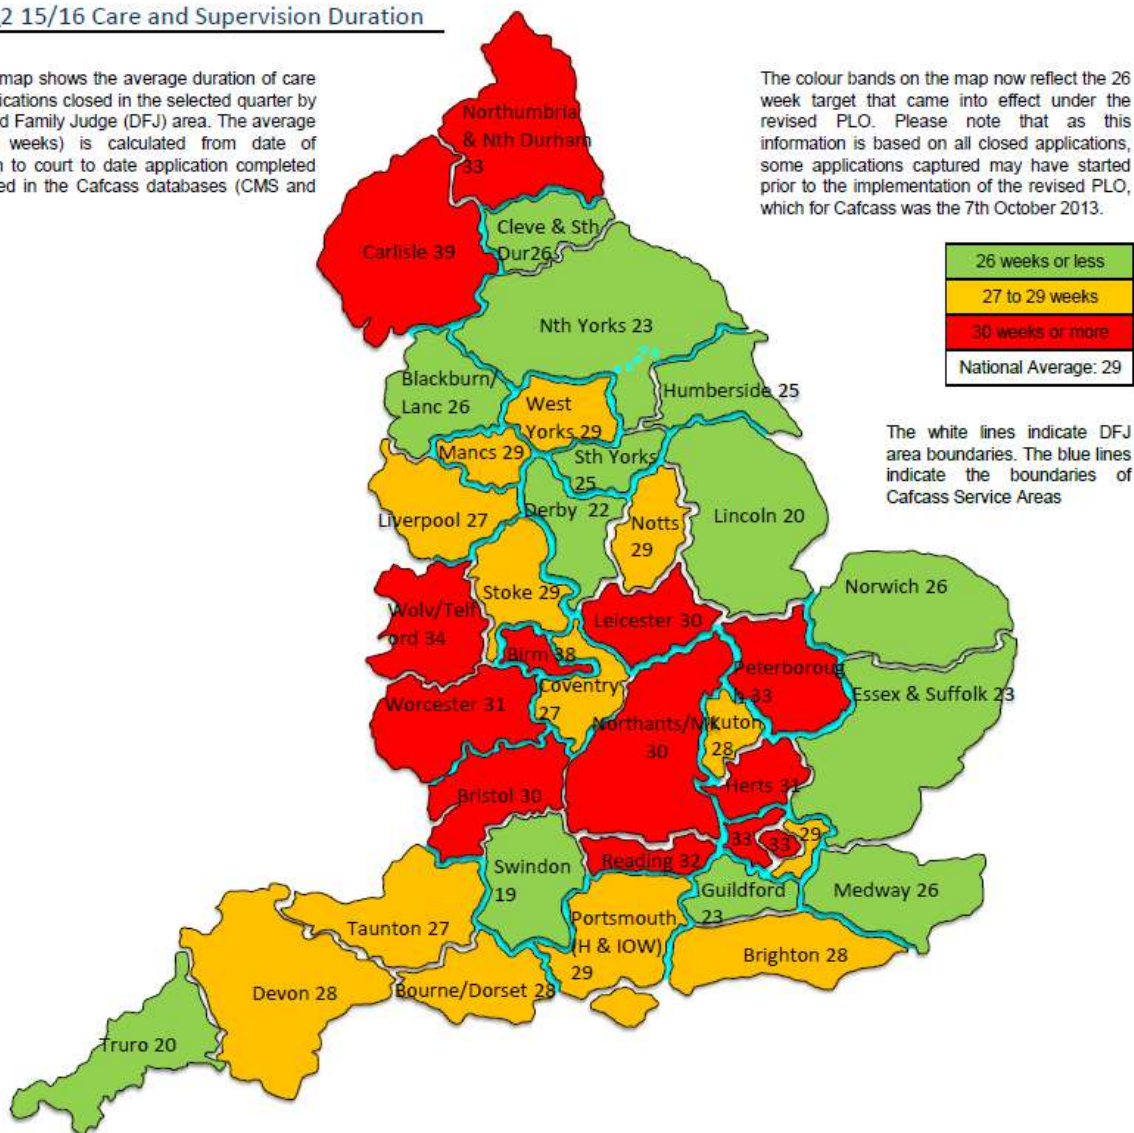 2 15/16 Care and Supervision Duration
map shows the average duration of care
ications closed in the selected quarter by
d Family Judge (DFJ) area. The average
weeks) is calculated from date of
n to court to date application completed
ed in the Cafcass databases (CMS and
The colour bands on the map now reflect the 26
week target that came into effect under the
revised PLO. Please note that as this
information is based on all closed applications,
some applications captured may have started
prior to the implementation of the revised PLO,
which for Cafcass was the 7th October 2013.
26 weeks or less
27 to 29 weeks
30 weeks or more
National Average: 29
The white lines indicate DFJ
area boundaries. The blue lines
indicate the boundaries of
Cafcass Service Areas
Northumbria
& Nth Durham
33
Carlisle 39
Cleve & Sth
Dur26
Nth Yorks 23
Blackburn/
Lanc 26
West
Yorks 29
Humberside 25
Mancs 29
Sth Yorks
25
Liverpool 27
Derby 22
Notts
29
Lincoln 20
Stoke 29
Norwich 26
Wolv/Telf
ord 34
Leicester 30
Birm 38
Peterboroug
h 33
Essex & Suffolk 23
Worcester 31
Coventry
27
Northants/MK
30
Luton
28
Herts 31
Bristol 30
33
33
29
Swindon
19
Reading 32
Guildford
23
Medway 26
Taunton 27
Portsmouth
(H & IOW)
29
Brighton 28
Devon 28
Bourne/Dorset 28
Truro 20